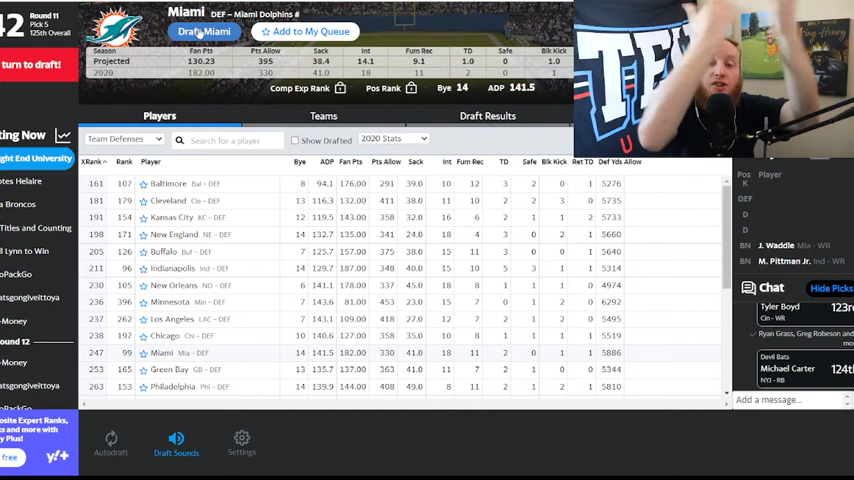 42
Round 11
Pick 5
125th Overall
turn to draft!
Miami DEF – Miami Dolphins #
Draft Miami
Add to My Queue
Season Fan Pts Pts Allow Sack Int Fum Rec TD Safe Blk Kick
Projected 130.23 395 38.4 14.1 9.1 1.0 0 1.0
2020 182.00 330 41.0 18 11 2 0 1
Comp Exp Rank Pos Rank Bye 14 ADP 141.5
Players Teams Draft Results
Team Defenses Search for a player... Show Drafted 2020 Stats
XRank Rank Player Bye ADP Fan Pts Pts Allow Sack Int Fum Rec TD Safe Blk Kick Ret TD Def Yds Allow
161 107 Baltimore Bal – DEF 8 94.1 176.00 291 39.0 10 12 3 2 0 1 5276
181 179 Cleveland Cle – DEF 13 116.3 132.00 411 38.0 11 10 2 2 3 0 5735
191 154 Kansas City KC – DEF 12 119.5 143.00 358 32.0 16 6 2 1 2 2 5733
198 171 New England NE – DEF 14 132.7 135.00 341 24.0 18 4 3 0 2 1 5660
205 126 Buffalo Buf – DEF 7 125.7 157.00 375 38.0 15 11 3 0 0 1 5640
211 96 Indianapolis Ind – DEF 14 129.7 187.00 348 40.0 15 10 5 3 1 1 5314
230 105 New Orleans NO – DEF 6 141.1 178.00 337 45.0 18 8 1 0 1 1 4974
236 396 Minnesota Min – DEF 7 143.6 81.00 453 23.0 15 7 0 1 2 0 6292
237 262 Los Angeles LAC – DEF 7 143.1 109.00 418 27.0 12 7 2 1 2 0 5495
238 197 Chicago Chi – DEF 10 140.6 127.00 358 35.0 10 8 1 1 1 1 5519
247 99 Miami Mia – DEF 14 141.5 182.00 330 41.0 18 11 2 0 1 1 5886
253 165 Green Bay GB – DEF 13 135.7 137.00 363 41.0 11 7 2 1 0 1 5344
263 153 Philadelphia Phi – DEF 14 139.9 144.00 408 49.0 8 11 2 1 2 0 5810
ght End University
otes Helaire
a Broncos
Titles and Counting
ll Lynn to Win
oPackGo
atsgongiveittoya
-Money
Round 12
-Money
atsgongiveittoya
oPackGo
free
y!+
Autodraft
Draft Sounds
Settings
King Henry
Pos Player
K
DEF
D
D
BN J. Waddle Mia – WR
BN M. Pittman Jr. Ind – WR
Chat Hide Picks
Tyler Boyd
Cin – WR
123r
Ryan Grass, Greg Robeson and
Devil Bats
Michael Carter
NYJ – RB
124th
Add a message...